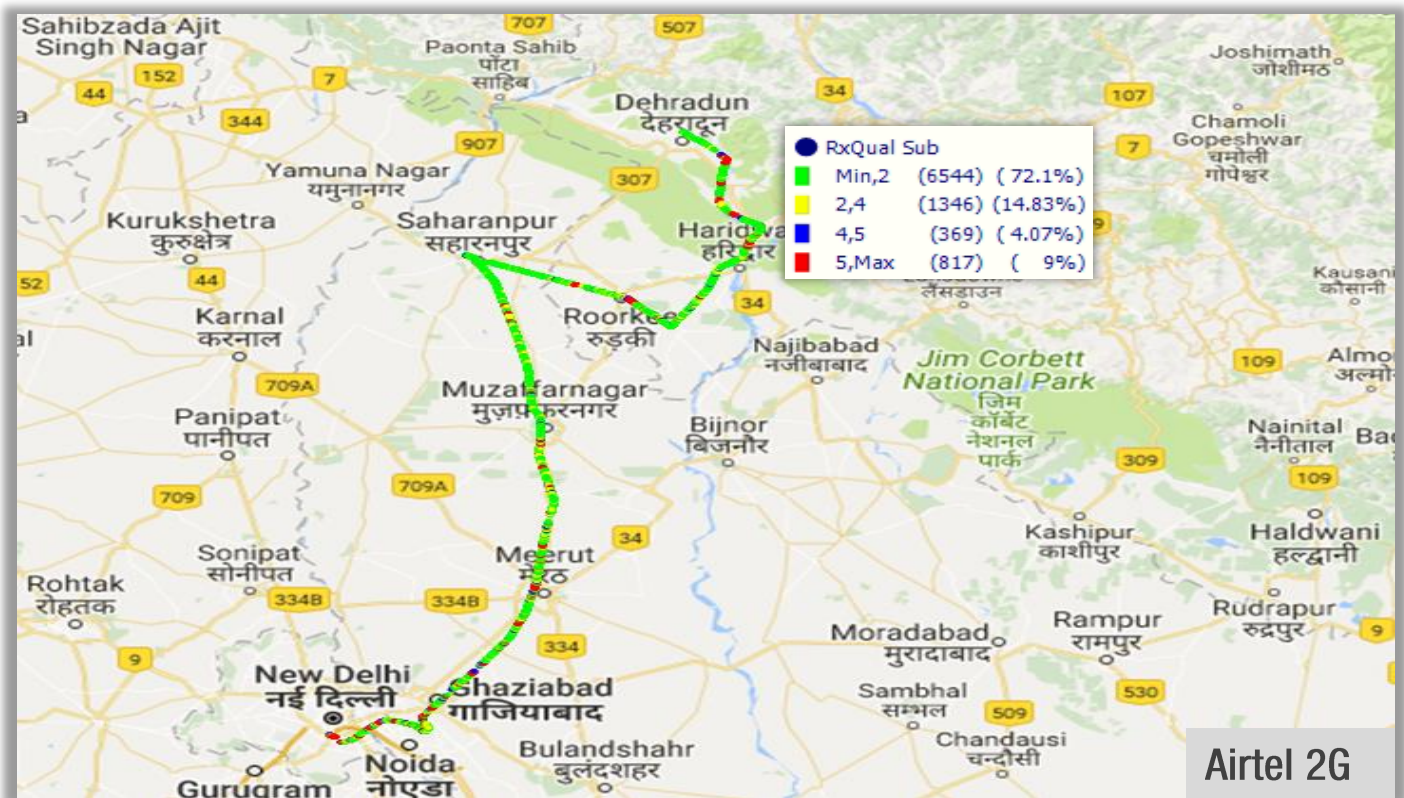 707
507
Sahibzada Ajit
Singh Nagar
Paonta Sahib
पोंटा
साहिब
Joshimath
जोशीमठ
152
7
44
34
107
Dehradun
देहरादून
344
Chamoli
Gopeshwar
चमोली
गोपेश्वर
907
7
RxQual Sub
Min,2 (6544) ( 72.1%)
2,4 (1346) (14.83%)
4,5 (369) ( 4.07%)
5,Max (817) ( 9%)
Yamuna Nagar
यमुनानगर
307
Kurukshetra
कुरुक्षेत्र
Saharanpur
सहारनपुर
44
52
Kausani
कौसानी
लैंसडाउन
34
Karnal
करनाल
Roorkee
रुड़की
Najibabad
नजीबाबाद
Jim Corbett
National Park
जिम
कॉर्बेट
नेशनल
पार्क
109
709A
Muzaffarnagar
Panipat
पानीपत
Bijnor
बिजनौर
Nainital
नैनीताल
309
109
709
709A
34
Kashipur
काशीपुर
Haldwani
हल्द्वानी
Sonipat
सोनीपत
Meerut
Rohtak
रोहतक
334B
334B
334
Moradabad
मुरादाबाद
Rampur
रामपुर
Rudrapur
रुद्रपुर
9
9
New Delhi
नई दिल्ली
Ghaziabad
गाजियाबाद
Sambhal
सम्भल
530
509
Chandausi
चन्दौसी
Noida
नोएडा
Bulandshahr
बुलंदशहर
Gurugram
Airtel 2G